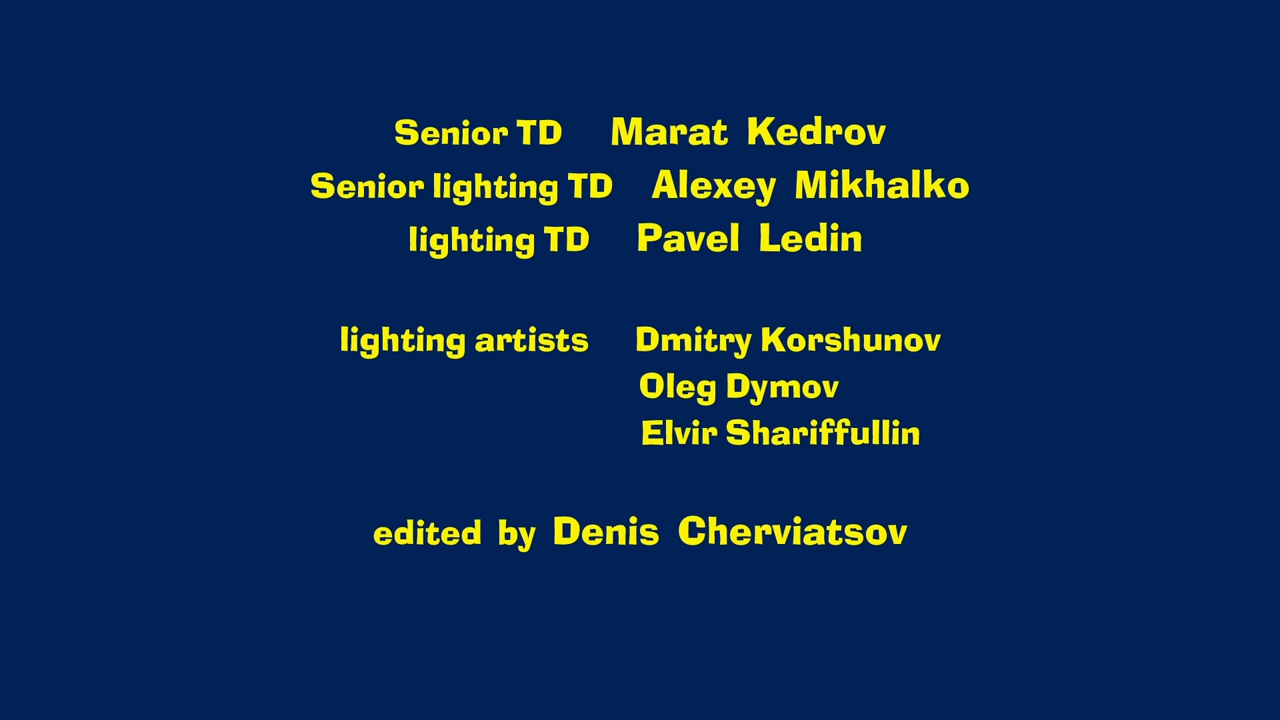 Senior TD Marat Kedrov
Senior lighting TD Alexey Mikhalko
lighting TD Pavel Ledin
lighting artists Dmitry Korshunov
Oleg Dymov
Elvir Shariffullin
edited by Denis Cherviatsov